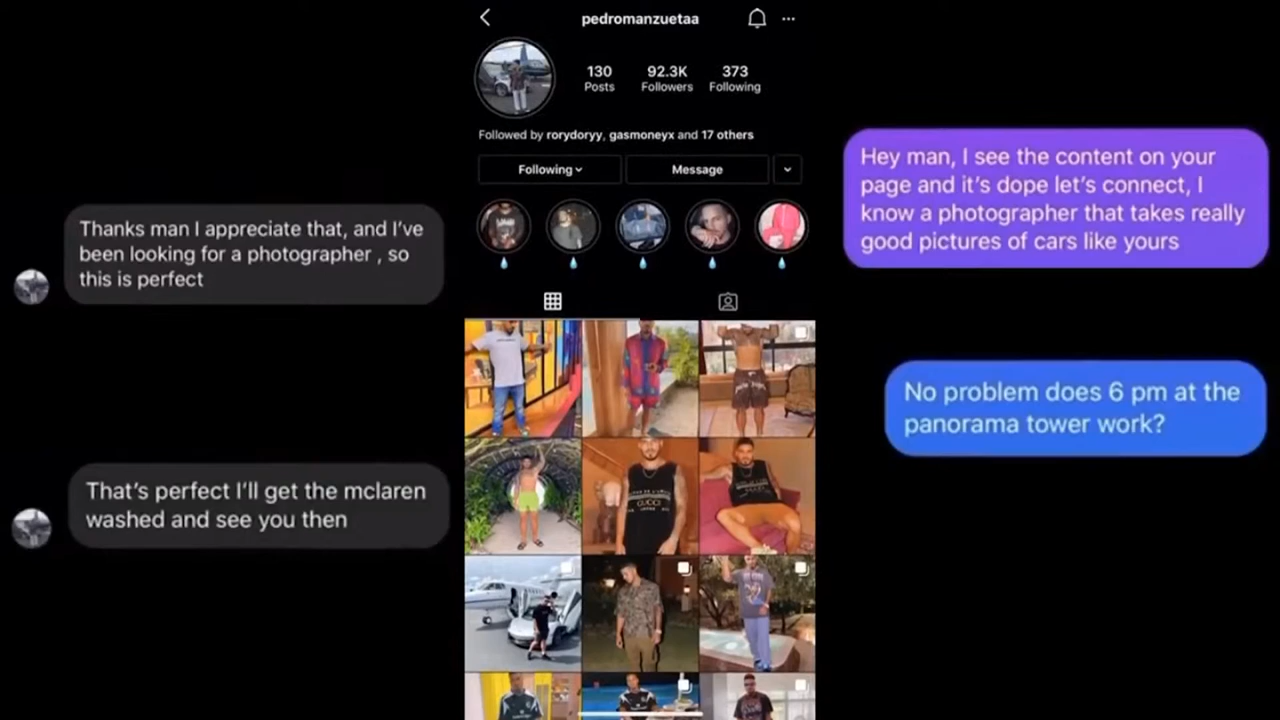 pedromanzuetaa
130
92.3K
373
Posts
Followers
Following
Followed by rorydoryy, gasmoneyx and 17 others
Following
Message
Hey man, I see the content on your
page and it's dope let's connect, I
know a photographer that takes really
good pictures of cars like yours
Thanks man I appreciate that, and I've
been looking for a photographer , so
this is perfect
No problem does 6 pm at the
panorama tower work?
That's perfect I'll get the mclaren
washed and see you then
GUCCI